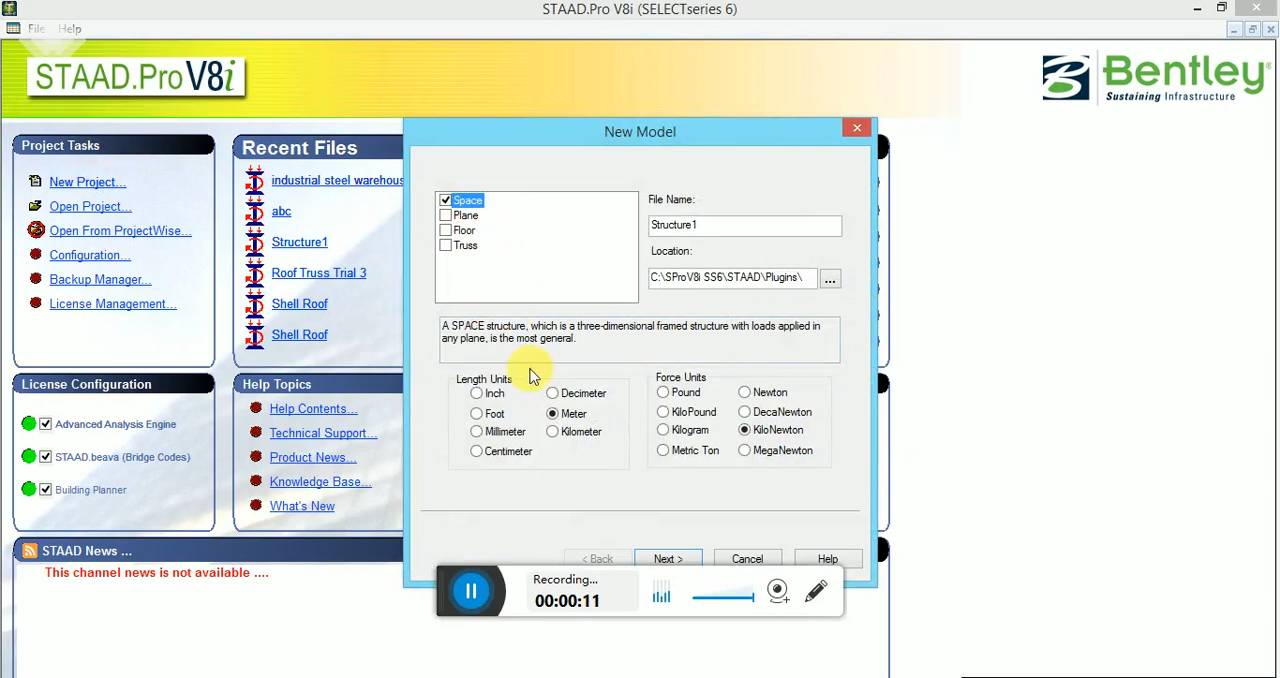 STAAD.Pro V8i (SELECTseries 6)
File Help
STAAD.Pro V8i
Bentley
Sustaining Infrastructure
Project Tasks
New Project...
Open Project...
Open From ProjectWise...
Configuration...
Backup Manager...
License Management...
Recent Files
industrial steel warehous
abc
Structure1
Roof Truss Trial 3
Shell Roof
Shell Roof
License Configuration
Advanced Analysis Engine
STAAD.beava (Bridge Codes)
Building Planner
Help Topics
Help Contents...
Technical Support...
Product News...
Knowledge Base...
What's New
STAAD News ...
This channel news is not available ....
New Model
Space
Plane
Floor
Truss
File Name:
Structure1
Location:
C:\SProV8i SS6\STAAD\Plugins\
...
A SPACE structure, which is a three-dimensional framed structure with loads applied in
any plane, is the most general.
Length Units
Inch Decimeter
Foot Meter
Millimeter Kilometer
Centimeter
Force Units
Pound Newton
KiloPound DecaNewton
Kilogram KiloNewton
Metric Ton MegaNewton
< Back Next > Cancel Help
Recording...
00:00:11